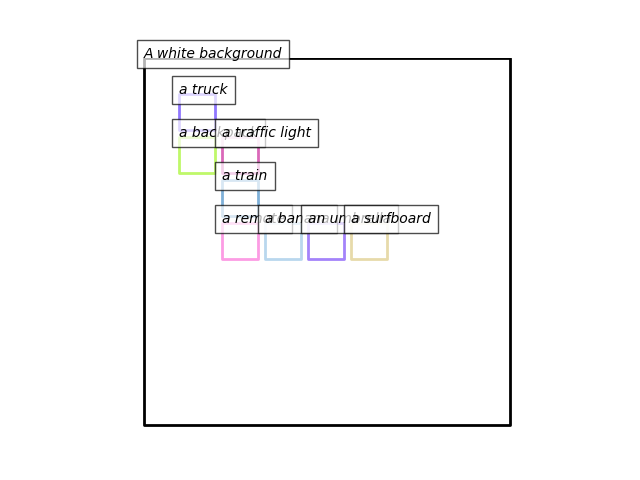 A white background
a truck
a backpack a traffic light
a train
a remote a banana an umbrella a surfboard